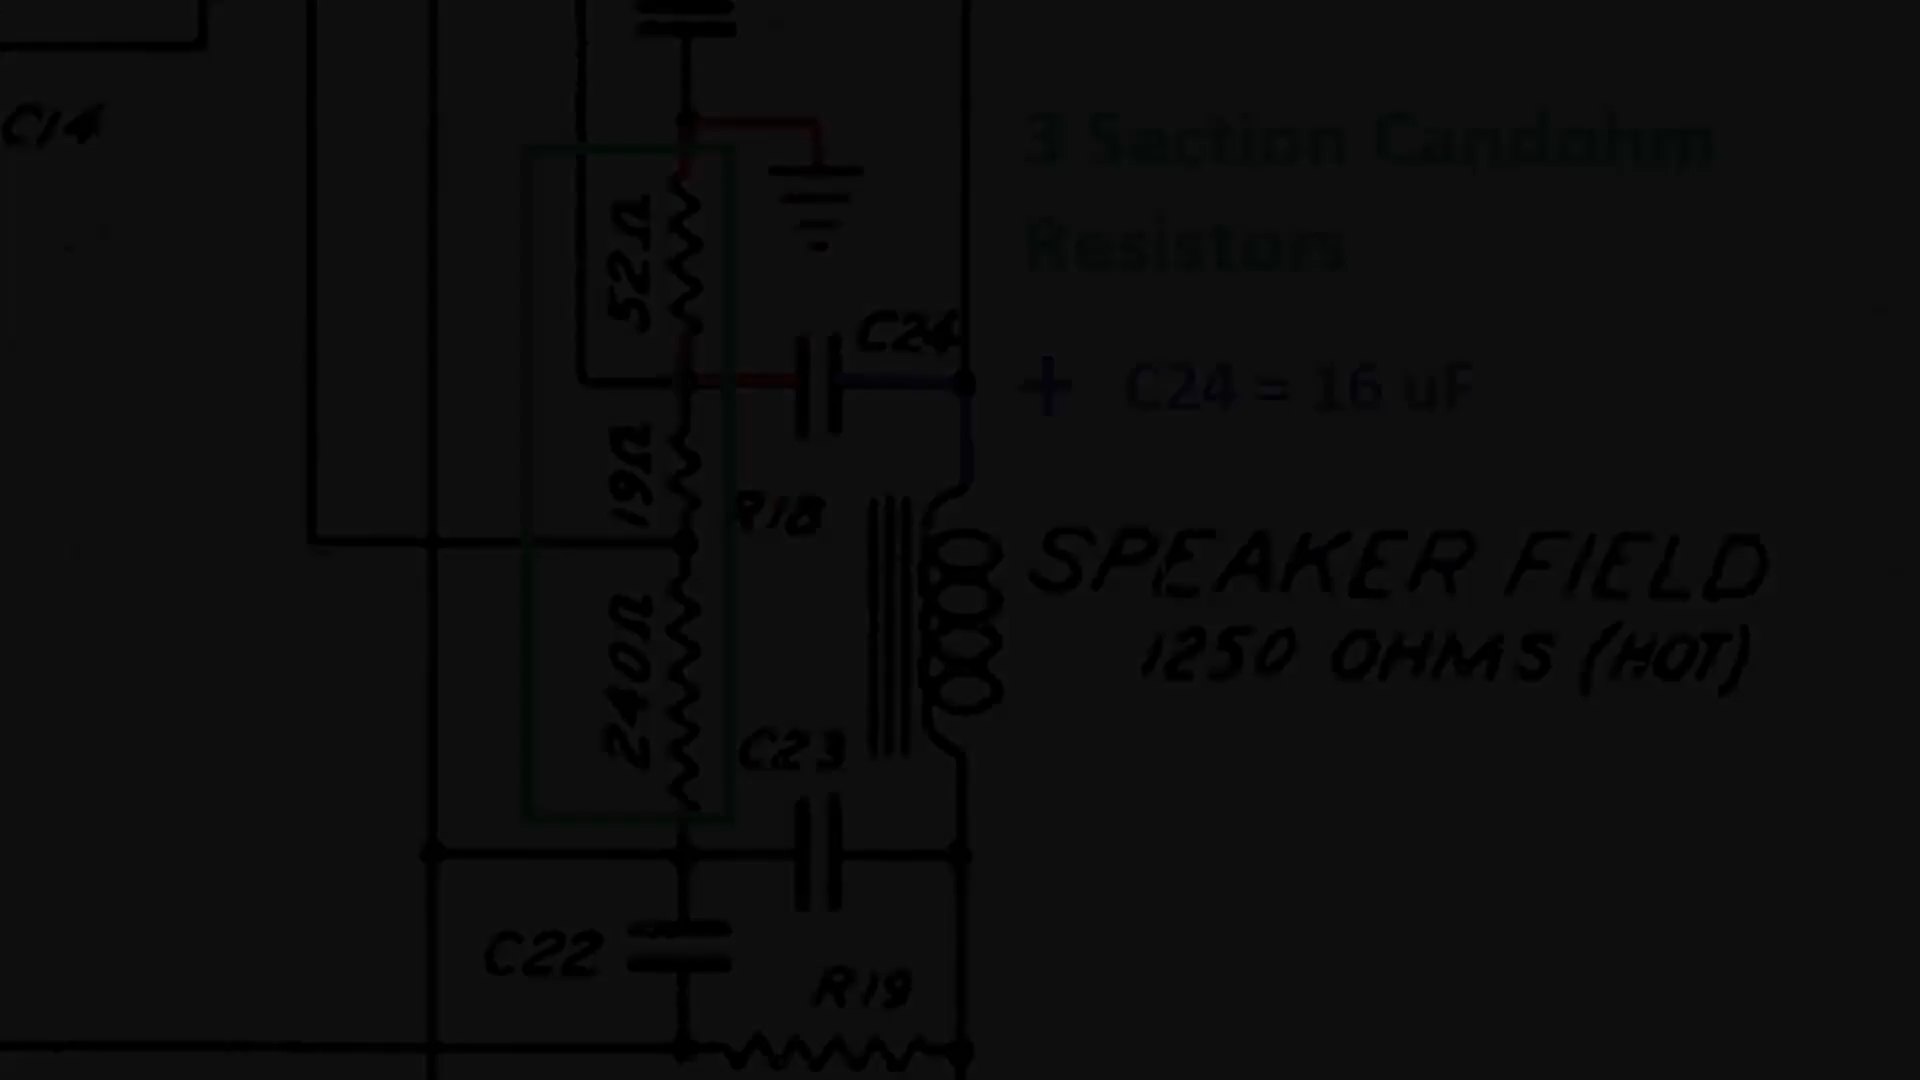 C14
3 Section Candohm
Resistors
52Ω
C24
+ C24 = 16 uF
19Ω
R18
SPEAKER FIELD
1250 OHMS (HOT)
240Ω
C23
C22
R19